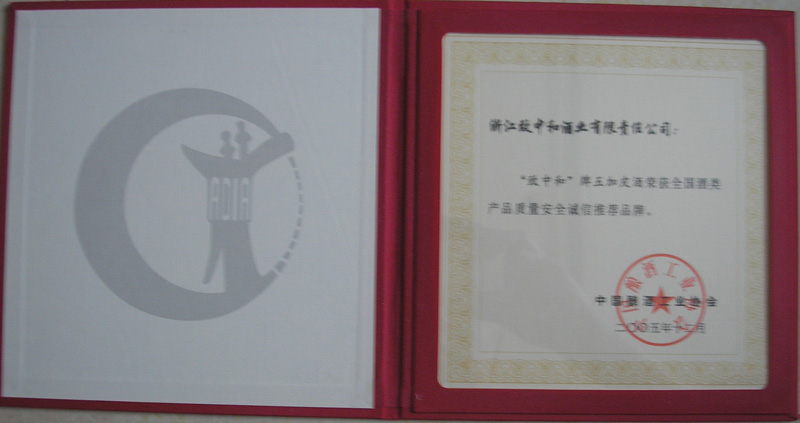 ADIA
浙江致中和酒业有限责任公司：
“致中和”牌五加皮酒荣获全国酒类
产品质量安全诚信推荐品牌。
中国酿酒工业协会
二〇〇五年十二月